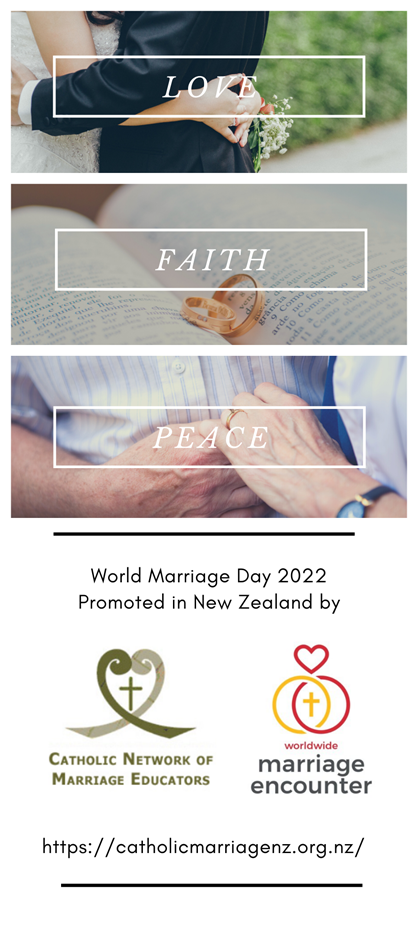 LOVE
FAITH
PEACE
World Marriage Day 2022
Promoted in New Zealand by
CATHOLIC NETWORK OF
MARRIAGE EDUCATORS
worldwide
marriage
encounter
https://catholicmarriagenz.org.nz/